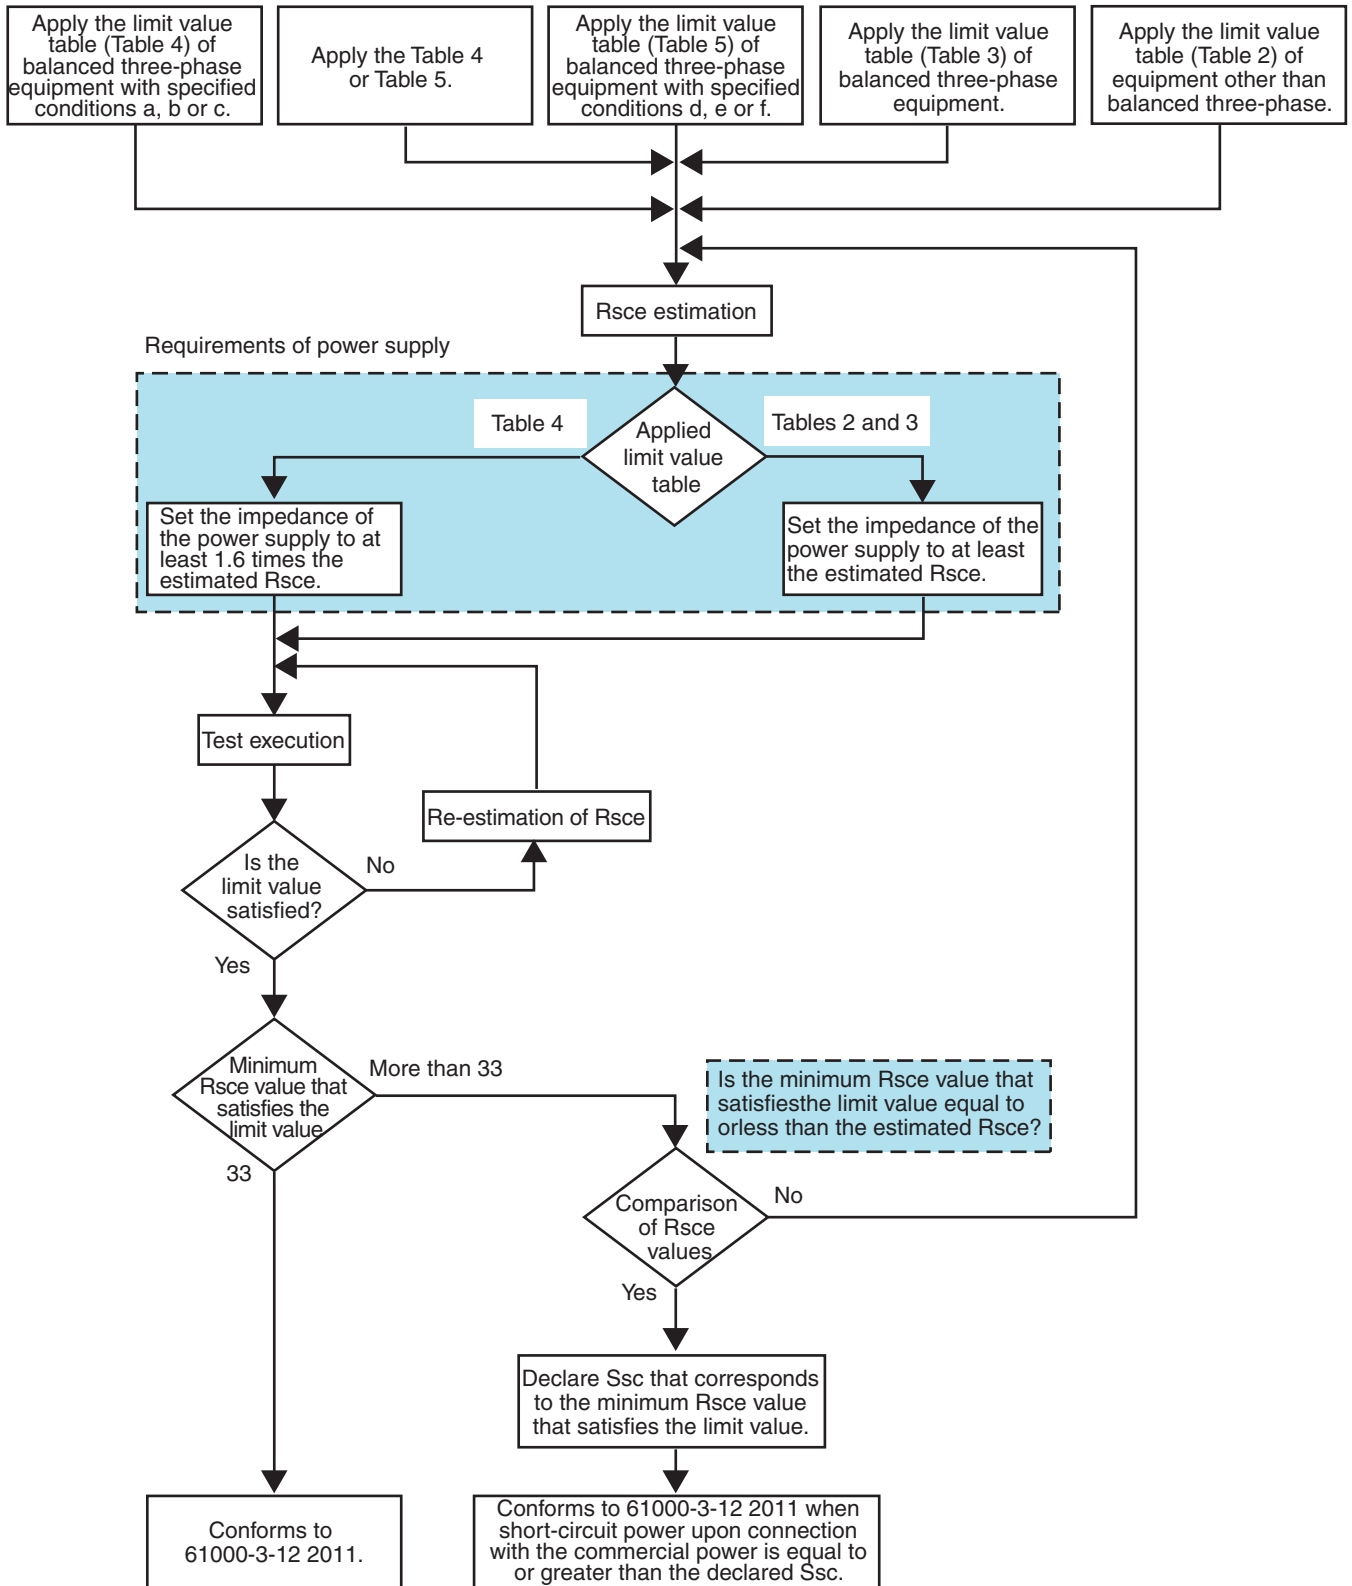 Apply the limit value
table (Table 4) of
balanced three-phase
equipment with specified
conditions a, b or c.
Apply the Table 4
or Table 5.
Apply the limit value
table (Table 5) of
balanced three-phase
equipment with specified
conditions d, e or f.
Apply the limit value
table (Table 3) of
balanced three-phase
equipment.
Apply the limit value
table (Table 2) of
equipment other than
balanced three-phase.
Rsce estimation
Requirements of power supply
Table 4
Applied
limit value
table
Tables 2 and 3
Set the impedance of
the power supply to at
least 1.6 times the
estimated Rsce.
Set the impedance of the
power supply to at least
the estimated Rsce.
Test execution
Re-estimation of Rsce
Is the
limit value
satisfied?
No
Yes
Minimum
Rsce value that
satisfies the
limit value
More than 33
33
Is the minimum Rsce value that
satisfiesthe limit value equal to
orless than the estimated Rsce?
Comparison
of Rsce
values
No
Yes
Declare Ssc that corresponds
to the minimum Rsce value
that satisfies the limit value.
Conforms to
61000-3-12 2011.
Conforms to 61000-3-12 2011 when
short-circuit power upon connection
with the commercial power is equal to
or greater than the declared Ssc.